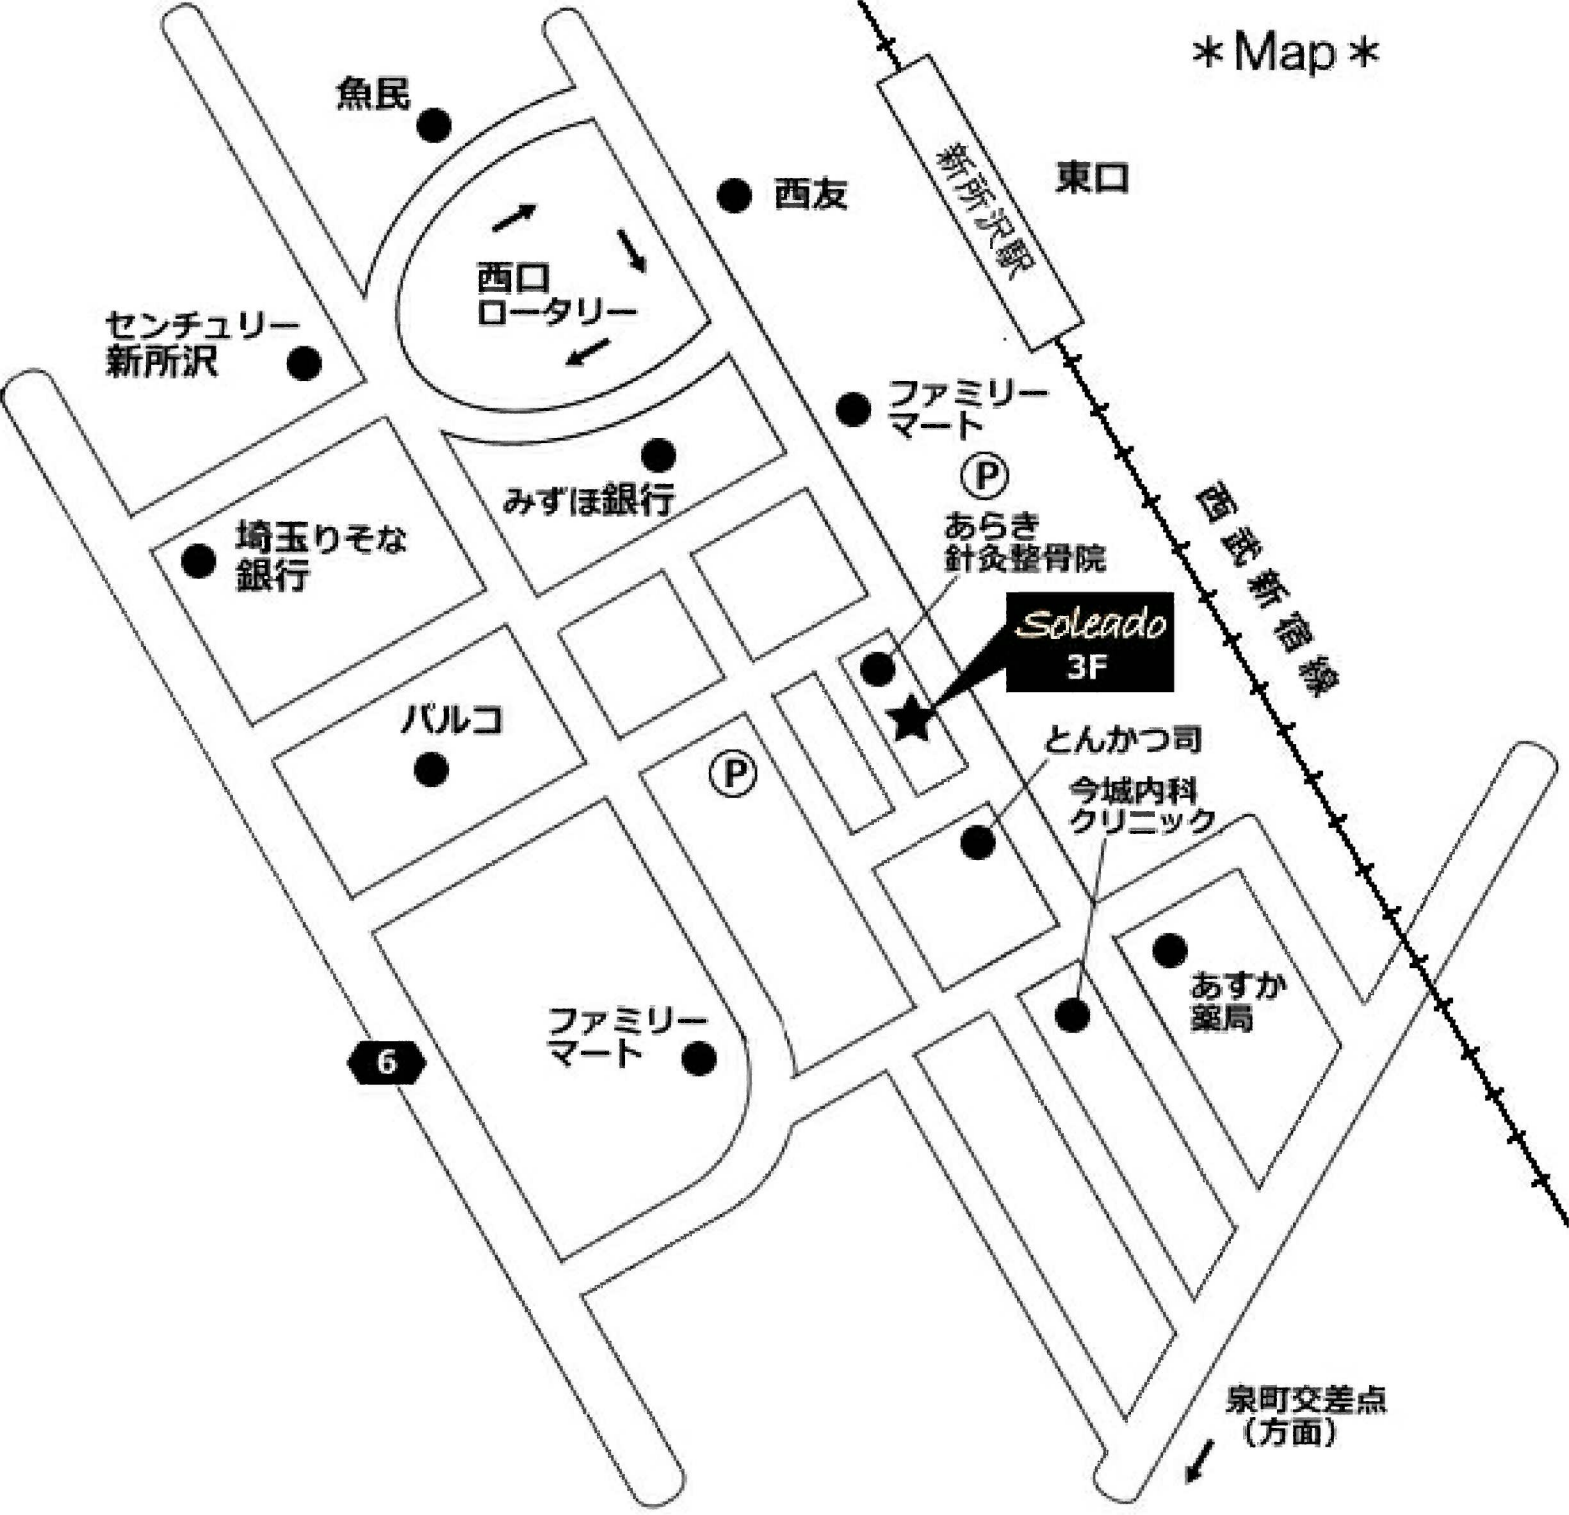 ＊Map＊
魚民
西友
新所沢駅
東口
西口
ロータリー
センチュリー
新所沢
ファミリー
マート
P
みずほ銀行
あらき
針灸整骨院
西武新宿線
埼玉りそな
銀行
Soleado
3F
パルコ
とんかつ司
P
今城内科
クリニック
あすか
薬局
ファミリー
マート
6
泉町交差点
（方面）